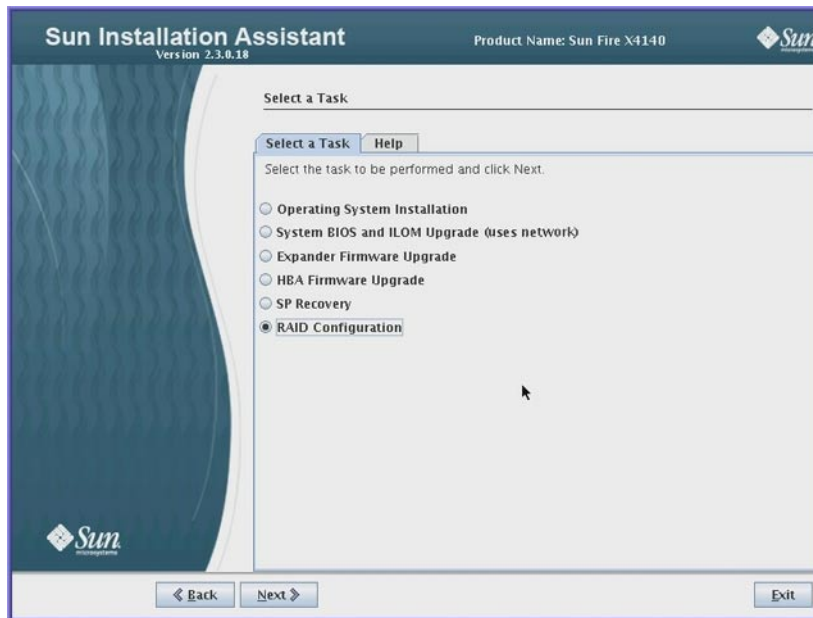 Sun Installation Assistant
Version 2.3.0.18
Product Name: Sun Fire X4140
Sun
microsystems
Select a Task
Select a Task
Help
Select the task to be performed and click Next.
Operating System Installation
System BIOS and ILOM Upgrade (uses network)
Expander Firmware Upgrade
HBA Firmware Upgrade
SP Recovery
RAID Configuration
Sun
microsystems
Back
Next
Exit